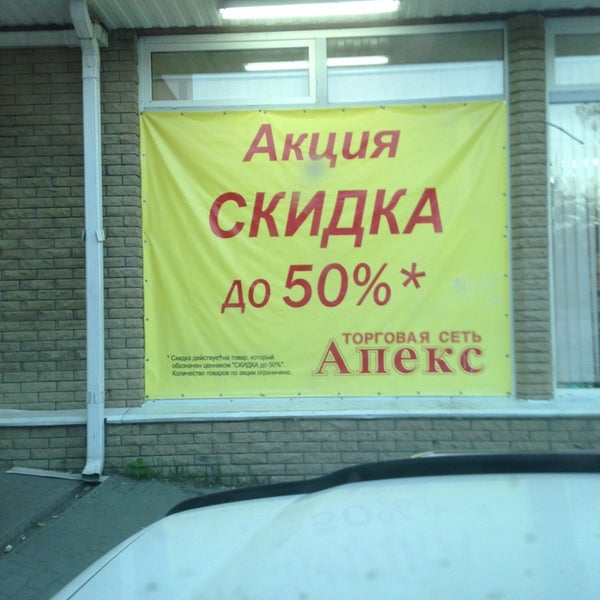 Акция
СКИДКА
до 50%*
* Скидка действует на товар, который
обозначен ценником "СКИДКА до 50%".
Количество товаров по акции ограничено.
ТОРГОВАЯ СЕТЬ
Апекс